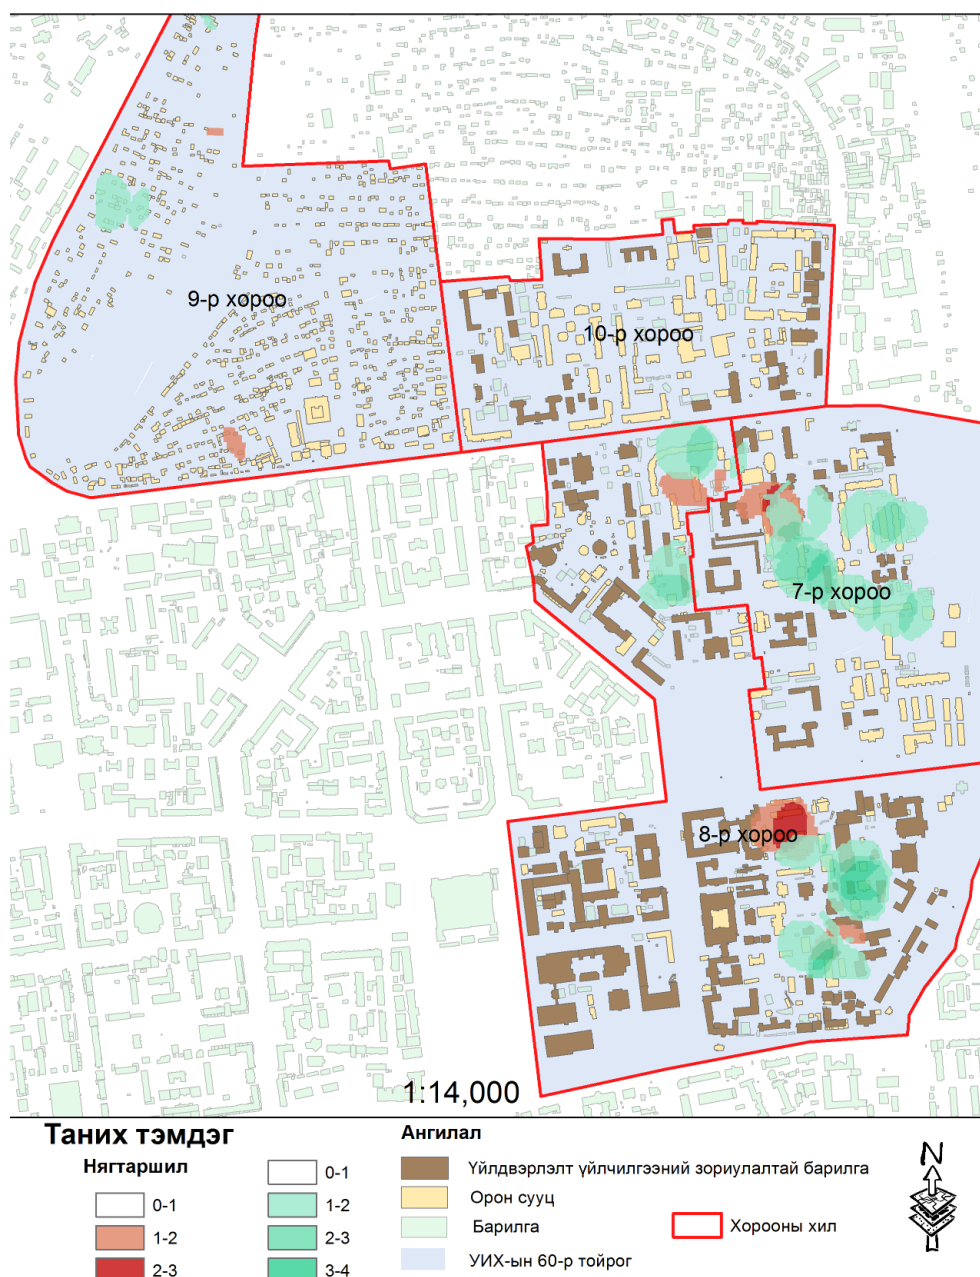 9-р хороо
10-р хороо
7-р хороо
8-р хороо
1:14,000
Таних тэмдэг
Нягтаршил
0-1
1-2
2-3
0-1
1-2
2-3
3-4
Ангилал
Үйлдвэрлэлт үйлчилгээний зориулалтай барилга
Орон сууц
Барилга
УИХ-ын 60-р тойрог
Хорооны хил
N